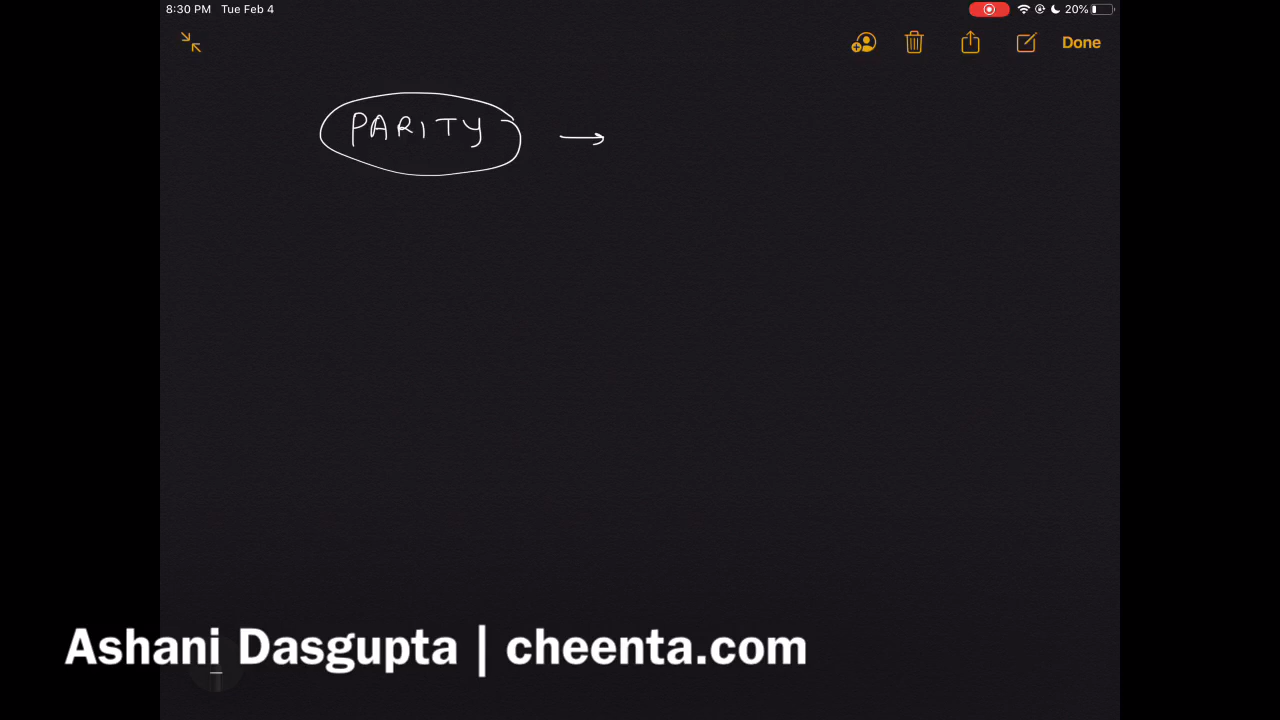 8:30 PM Tue Feb 4 20%
Done
PARITY →
Ashani Dasgupta | cheenta.com